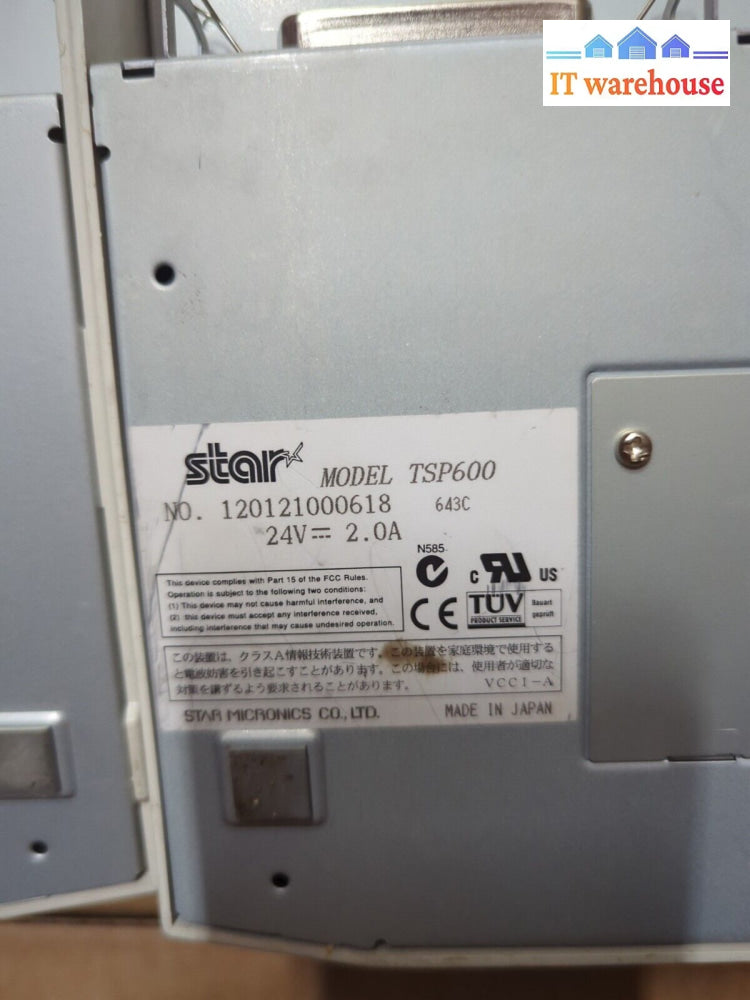 IT warehouse
star
MODEL TSP600
NO. 120121000618 643C
24V⎓ 2.0A
N585
c RU US
This device complies with Part 15 of the FCC Rules.
Operation is subject to the following two conditions:
(1) This device may not cause harmful interference, and
(2) this device must accept any interference received,
including interference that may cause undesired operation.
CE
TÜV
PRODUCT SERVICE
Bauart
geprüft
この装置は、クラスA情報技術装置です。この装置を家庭環境で使用する
と電波妨害を引き起こすことがあります。この場合には、使用者が適切な
対策を講ずるよう要求されることがあります。 VCCI-A
STAR MICRONICS CO., LTD. MADE IN JAPAN